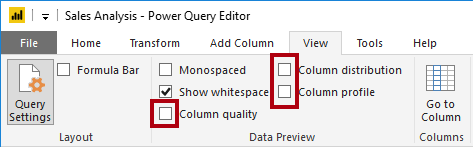 Sales Analysis - Power Query Editor
File Home Transform Add Column View Tools Help
Formula Bar Monospaced Column distribution
Show whitespace Column profile
Query Settings Column quality Go to Column
Layout Data Preview Columns